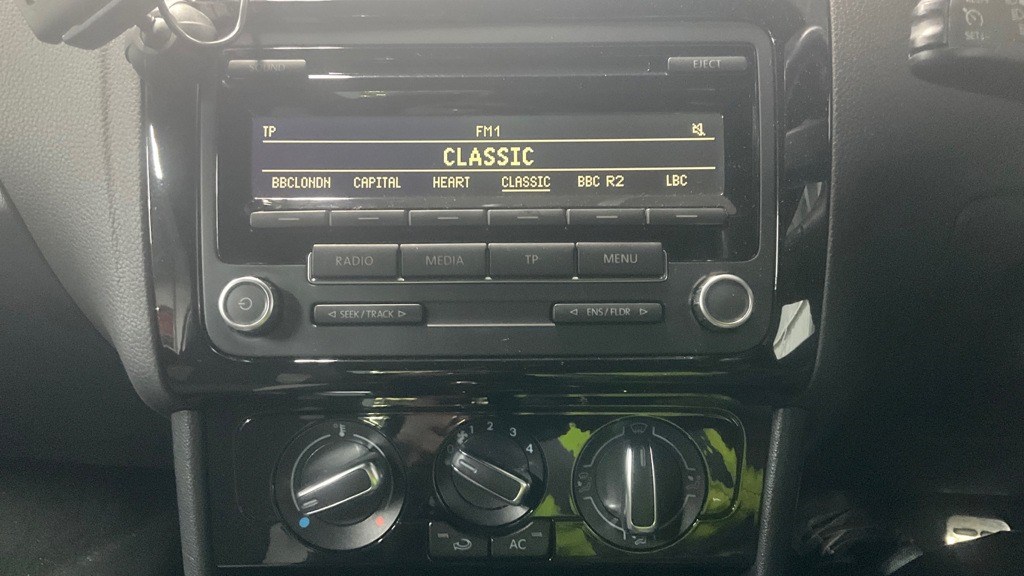 EJECT
TP FM1
CLASSIC
BBCLONDN CAPITAL HEART CLASSIC BBC R2 LBC
RADIO MEDIA TP MENU
SEEK / TRACK ENS / FLDR
1 2 3 4
AC